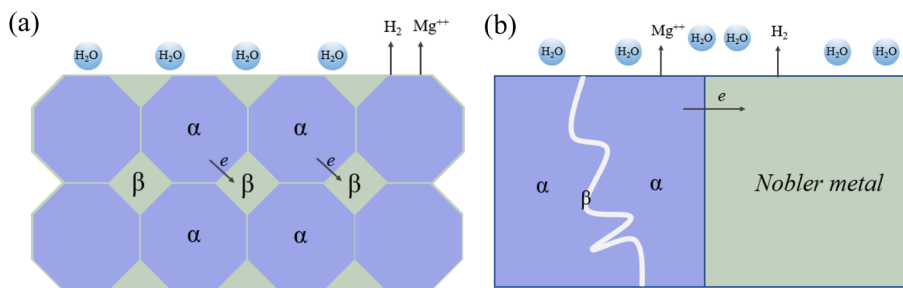 (a)
H₂ Mg⁺⁺
H₂O H₂O H₂O H₂O
α α
e e
β β β
α α
(b)
Mg⁺⁺ H₂O H₂O H₂
H₂O H₂O H₂O H₂O
e
α α
β
Nobler metal